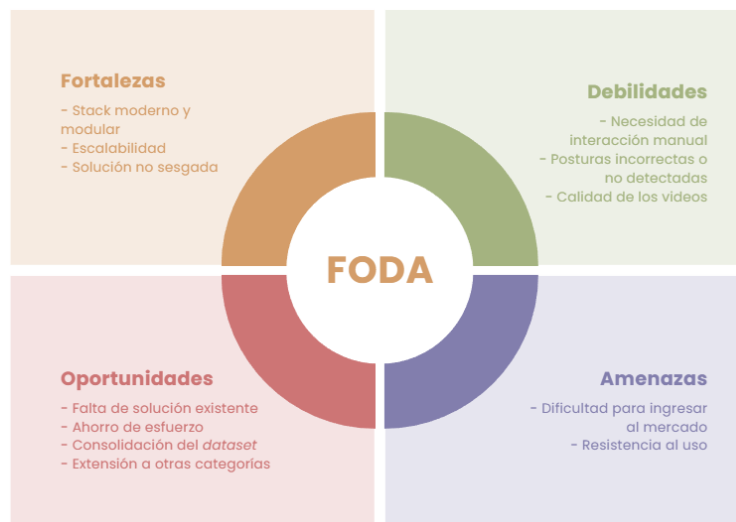 Fortalezas
- Stack moderno y
modular
- Escalabilidad
- Solución no sesgada
Debilidades
- Necesidad de
interacción manual
- Posturas incorrectas o
no detectadas
- Calidad de los videos
FODA
Oportunidades
- Falta de solución existente
- Ahorro de esfuerzo
- Consolidación del dataset
- Extensión a otras categorías
Amenazas
- Dificultad para ingresar
al mercado
- Resistencia al uso